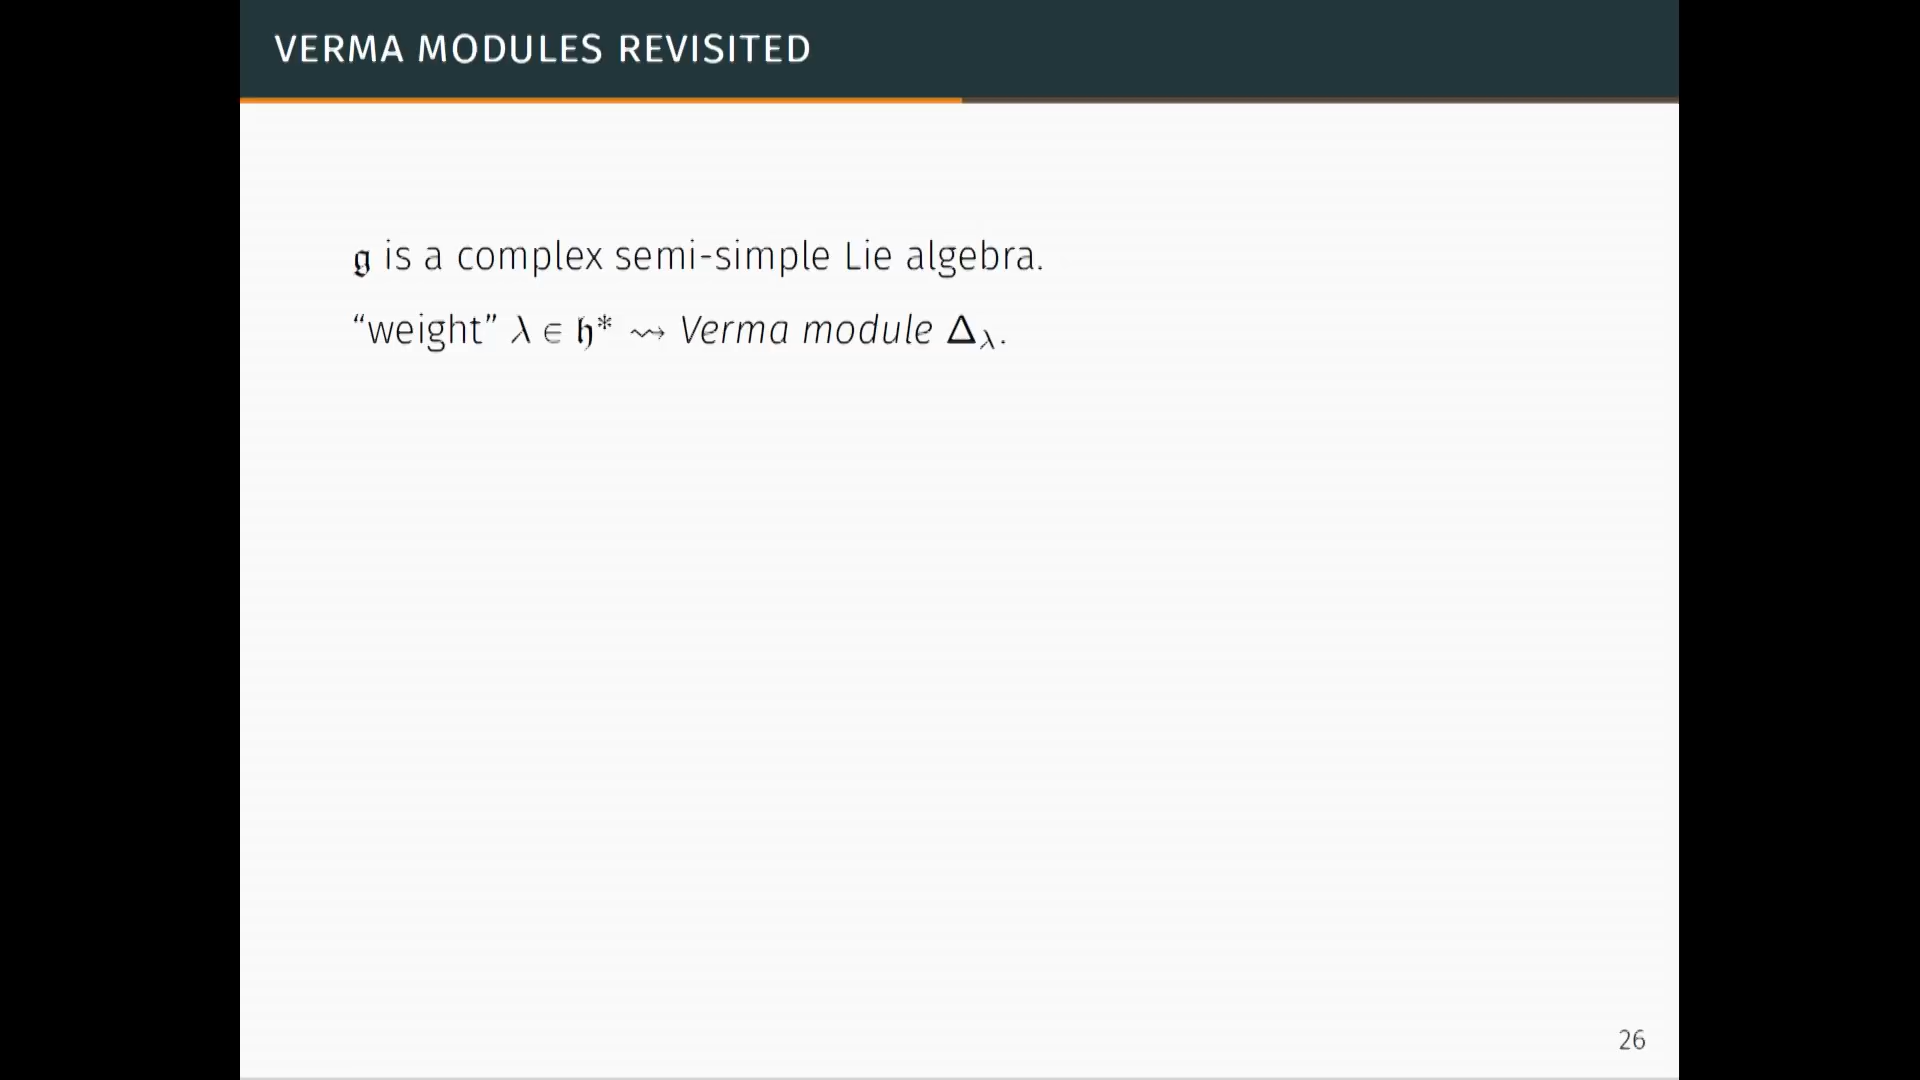 VERMA MODULES REVISITED
𝔤 is a complex semi-simple Lie algebra.
“weight” λ ∈ 𝔥* ⇝ Verma module Δ_λ.
26